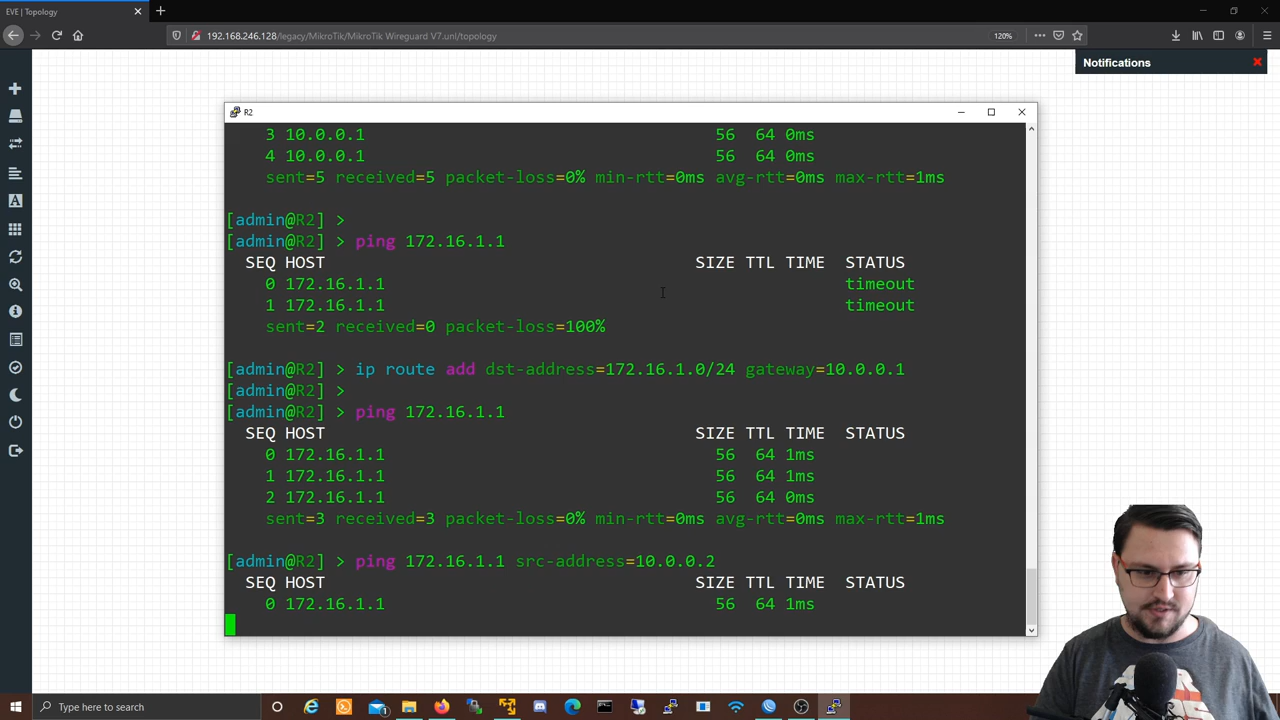 EVE | Topology
192.168.246.128/legacy/MikroTik/MikroTik Wireguard V7.unl/topology
120%
Notifications
R2
3 10.0.0.1 56 64 0ms
4 10.0.0.1 56 64 0ms
sent=5 received=5 packet-loss=0% min-rtt=0ms avg-rtt=0ms max-rtt=1ms
[admin@R2] >
[admin@R2] > ping 172.16.1.1
SEQ HOST SIZE TTL TIME STATUS
0 172.16.1.1 timeout
1 172.16.1.1 timeout
sent=2 received=0 packet-loss=100%
[admin@R2] > ip route add dst-address=172.16.1.0/24 gateway=10.0.0.1
[admin@R2] >
[admin@R2] > ping 172.16.1.1
SEQ HOST SIZE TTL TIME STATUS
0 172.16.1.1 56 64 1ms
1 172.16.1.1 56 64 1ms
2 172.16.1.1 56 64 0ms
sent=3 received=3 packet-loss=0% min-rtt=0ms avg-rtt=0ms max-rtt=1ms
[admin@R2] > ping 172.16.1.1 src-address=10.0.0.2
SEQ HOST SIZE TTL TIME STATUS
0 172.16.1.1 56 64 1ms
Type here to search